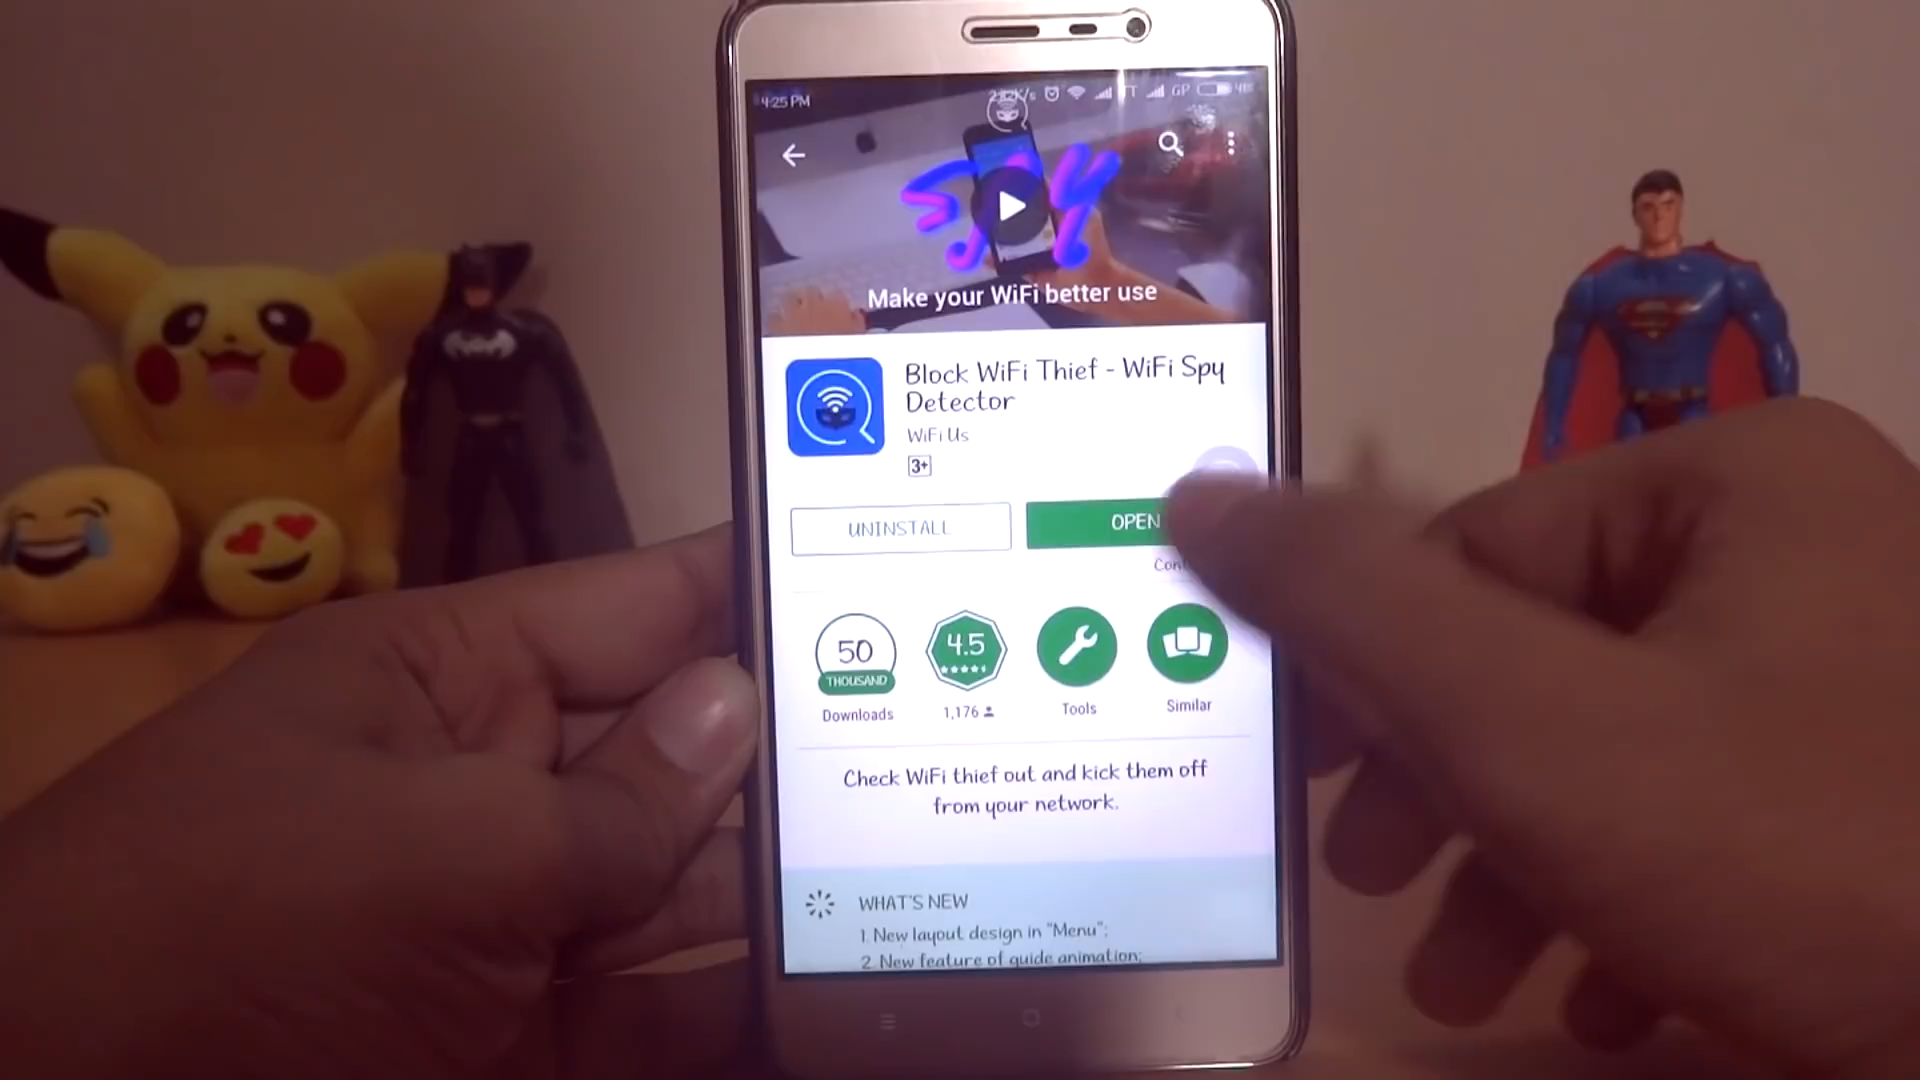 4:25 PM
GP
SPY
Make your WiFi better use
Block WiFi Thief - WiFi Spy
Detector
WiFi Us
3+
UNINSTALL
OPEN
50
THOUSAND
4.5
Downloads
1,176
Tools
Similar
Check WiFi thief out and kick them off
from your network.
WHAT'S NEW
1. New layout design in "Menu";
2. New feature of guide animation;